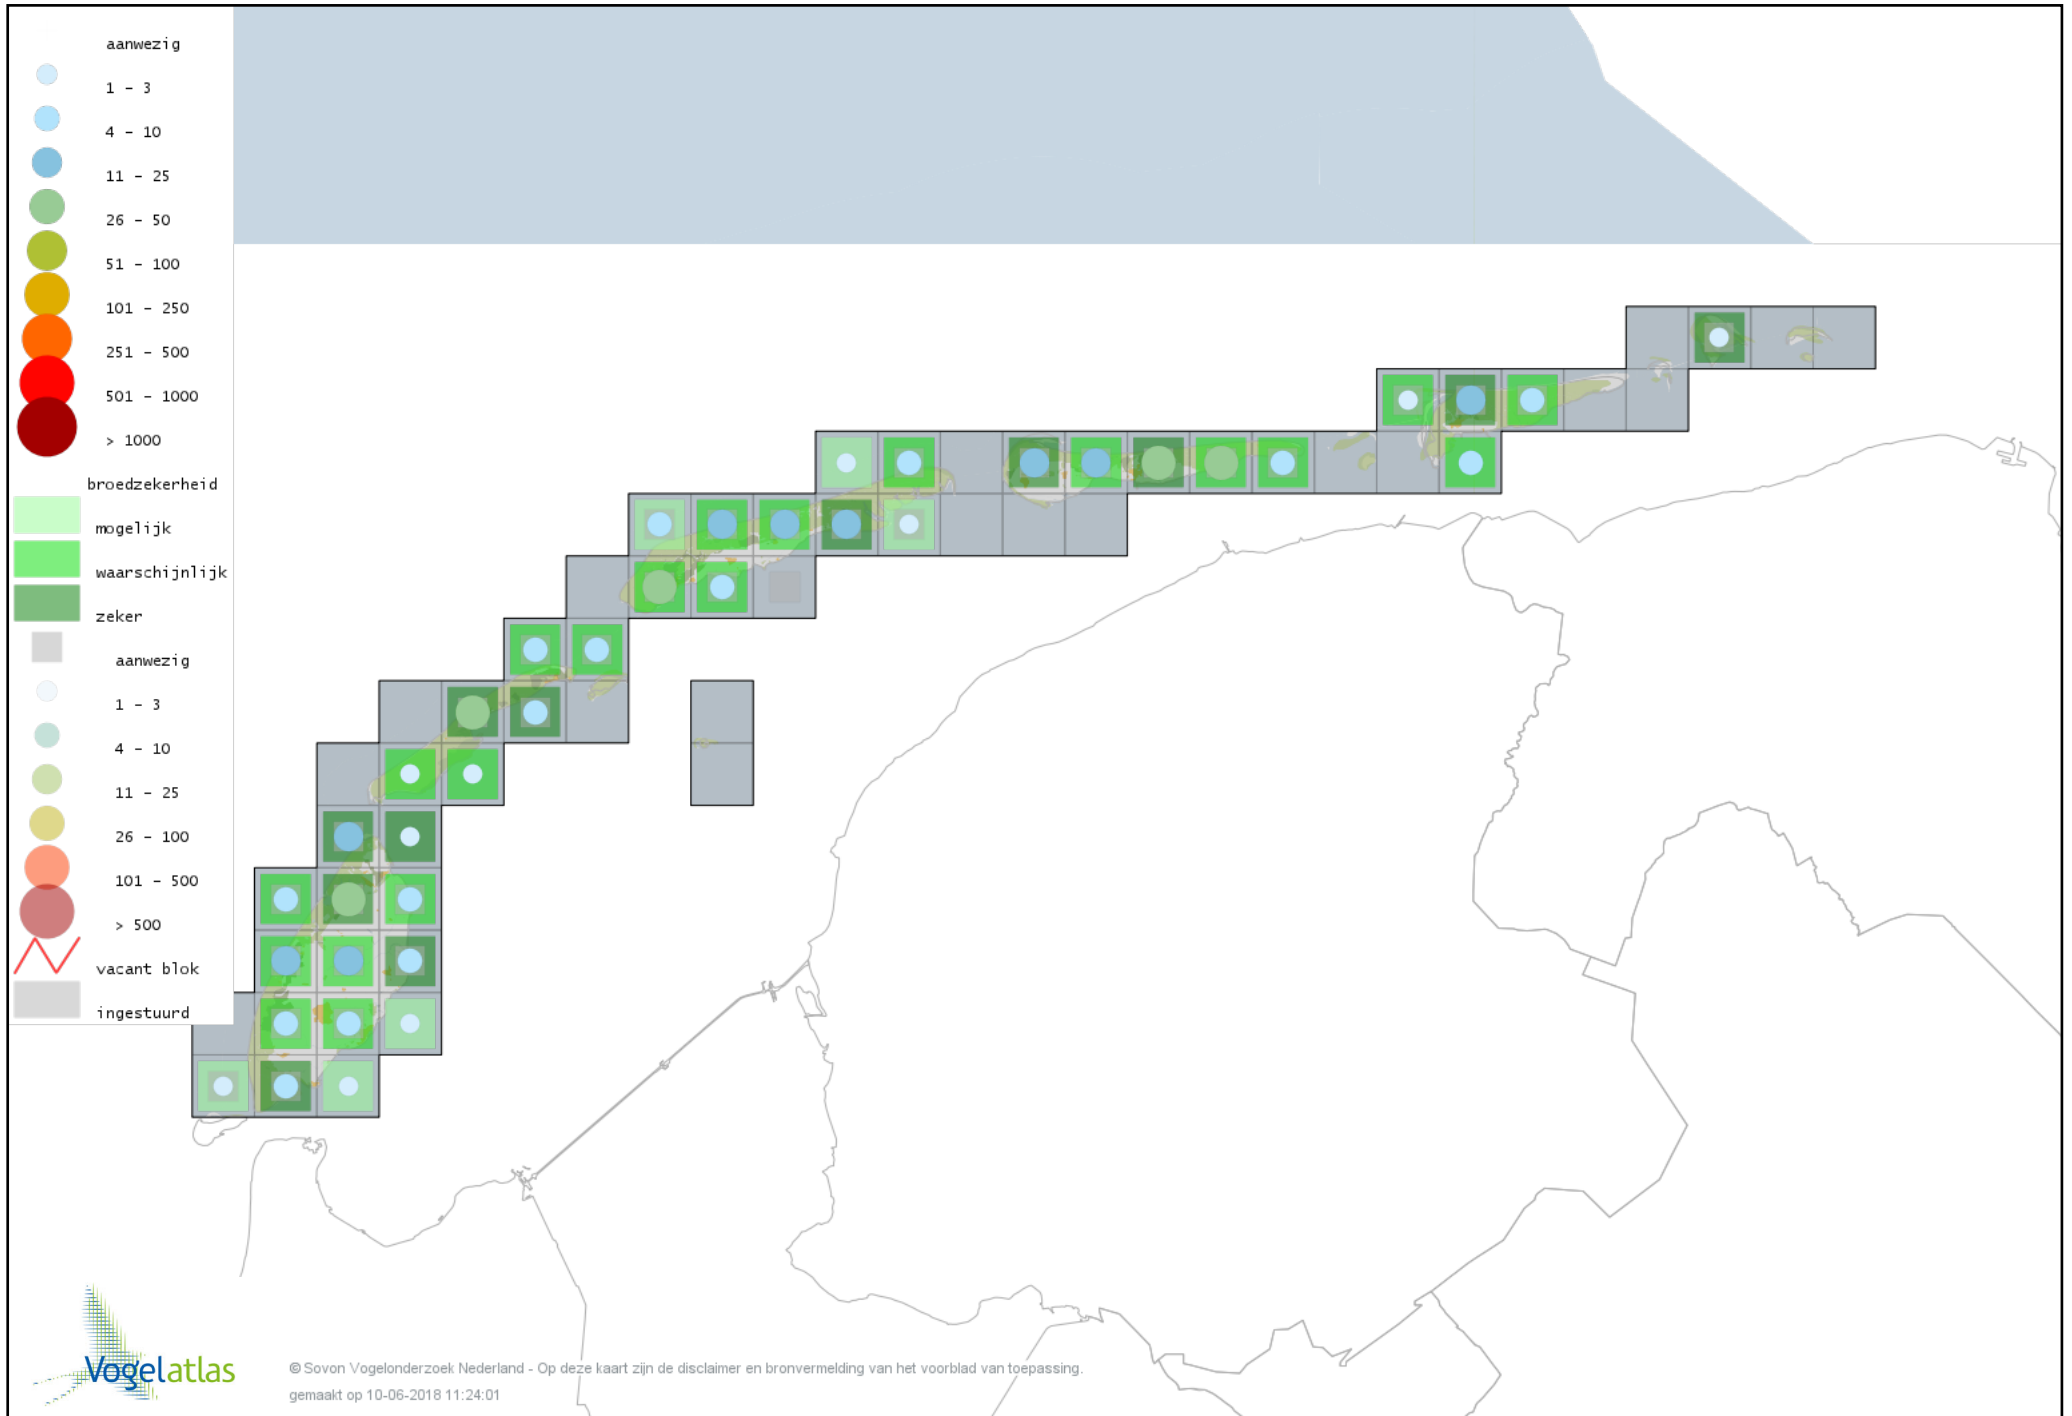 aanwezig
1 - 3
4 - 10
11 - 25
26 - 50
51 - 100
101 - 250
251 - 500
501 - 1000
> 1000
broedzekerheid
mogelijk
waarschijnlijk
zeker
aanwezig
1 - 3
4 - 10
11 - 25
26 - 100
101 - 500
> 500
vacant blok
ingestuurd
Vogelatlas
© Sovon Vogelonderzoek Nederland - Op deze kaart zijn de disclaimer en bronvermelding van het voorblad van toepassing.
gemaakt op 10-06-2018 11:24:01